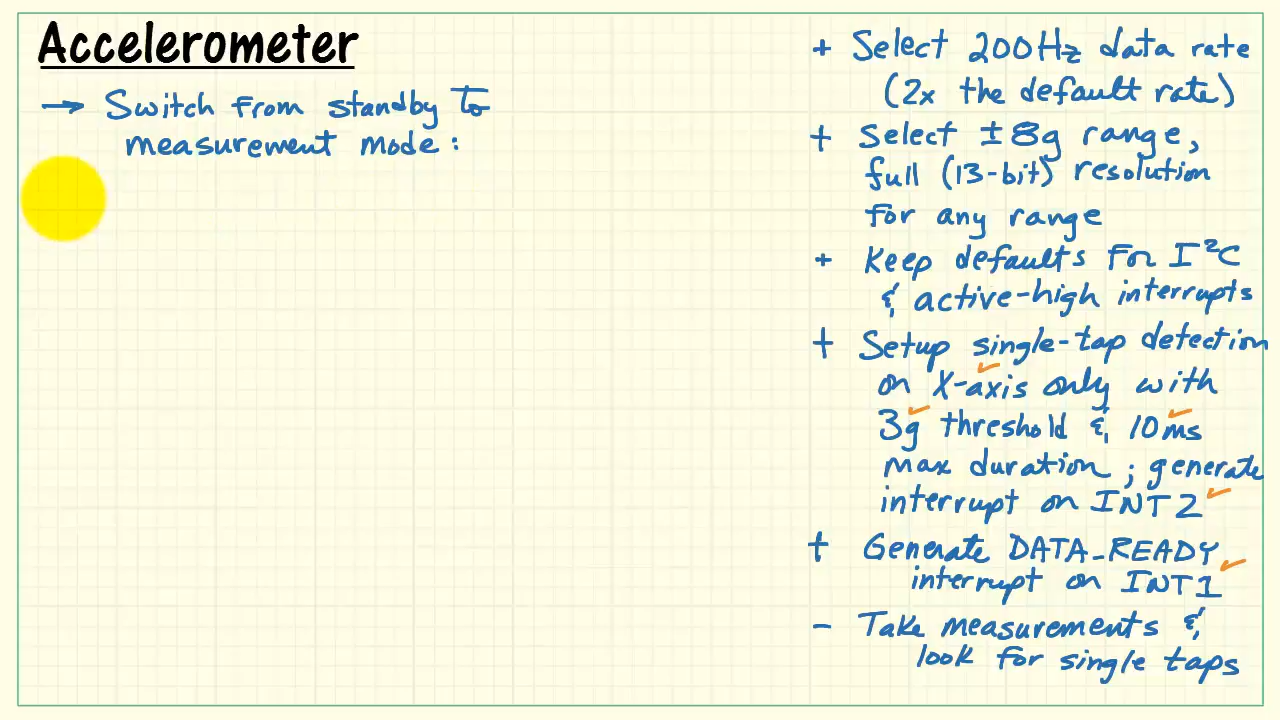 Accelerometer
→ Switch from standby to
measurement mode:
+ Select 200Hz data rate
(2x the default rate)
+ Select ±8g range,
full (13-bit) resolution
for any range
+ Keep defaults for I²C
& active-high interrupts
+ Setup single-tap detection
on X-axis only with
3g threshold & 10ms
max duration; generate
interrupt on INT2
+ Generate DATA_READY
interrupt on INT1
- Take measurements &
look for single taps